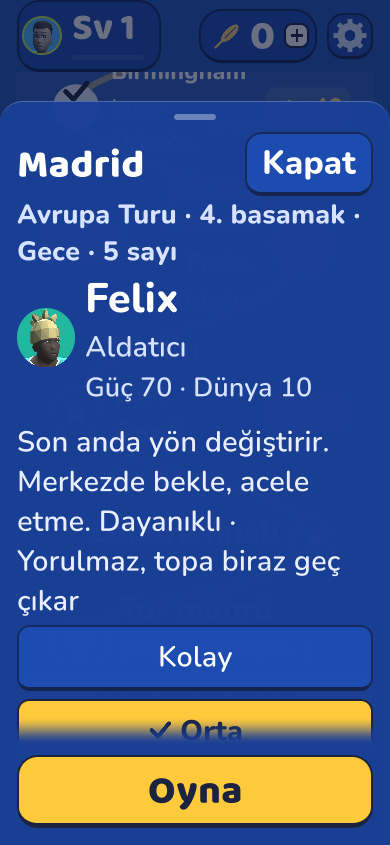 Sv 1
0
Birmingham
Madrid
Kapat
Avrupa Turu · 4. basamak ·
Gece · 5 sayı
Felix
Aldatıcı
Güç 70 · Dünya 10
Son anda yön değiştirir.
Merkezde bekle, acele
etme. Dayanıklı ·
Yorulmaz, topa biraz geç
çıkar
Kolay
✓ Orta
Oyna